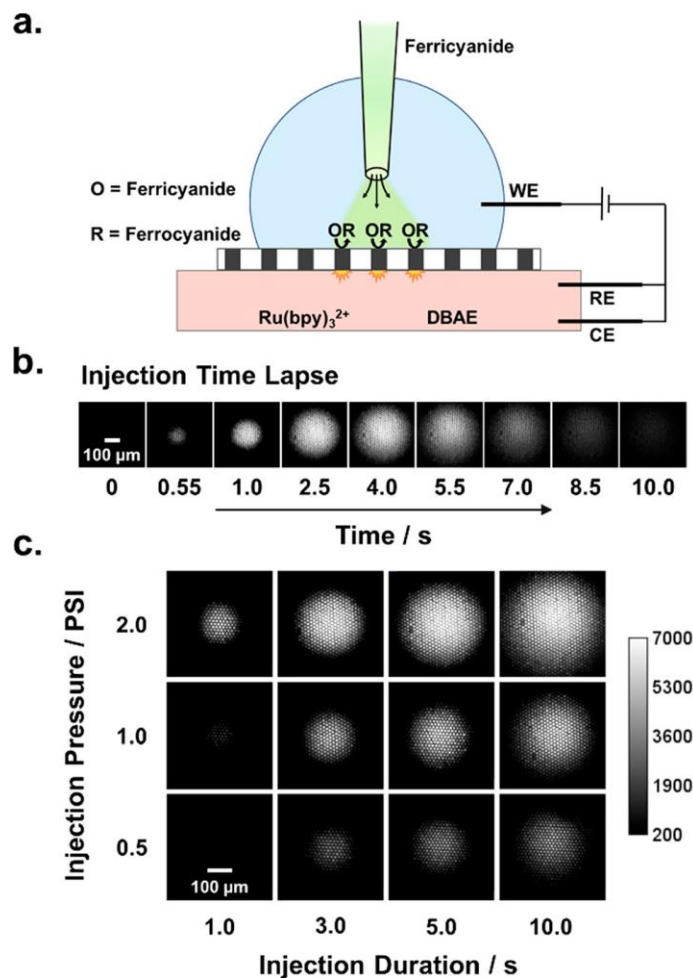 a.
Ferricyanide
O = Ferricyanide
R = Ferrocyanide
WE
OR OR OR
RE
Ru(bpy)₃²⁺ DBAE
CE
b.
Injection Time Lapse
100 µm
0 0.55 1.0 2.5 4.0 5.5 7.0 8.5 10.0
Time / s
c.
Injection Pressure / PSI
2.0
1.0
0.5
100 µm
7000
5300
3600
1900
200
1.0 3.0 5.0 10.0
Injection Duration / s